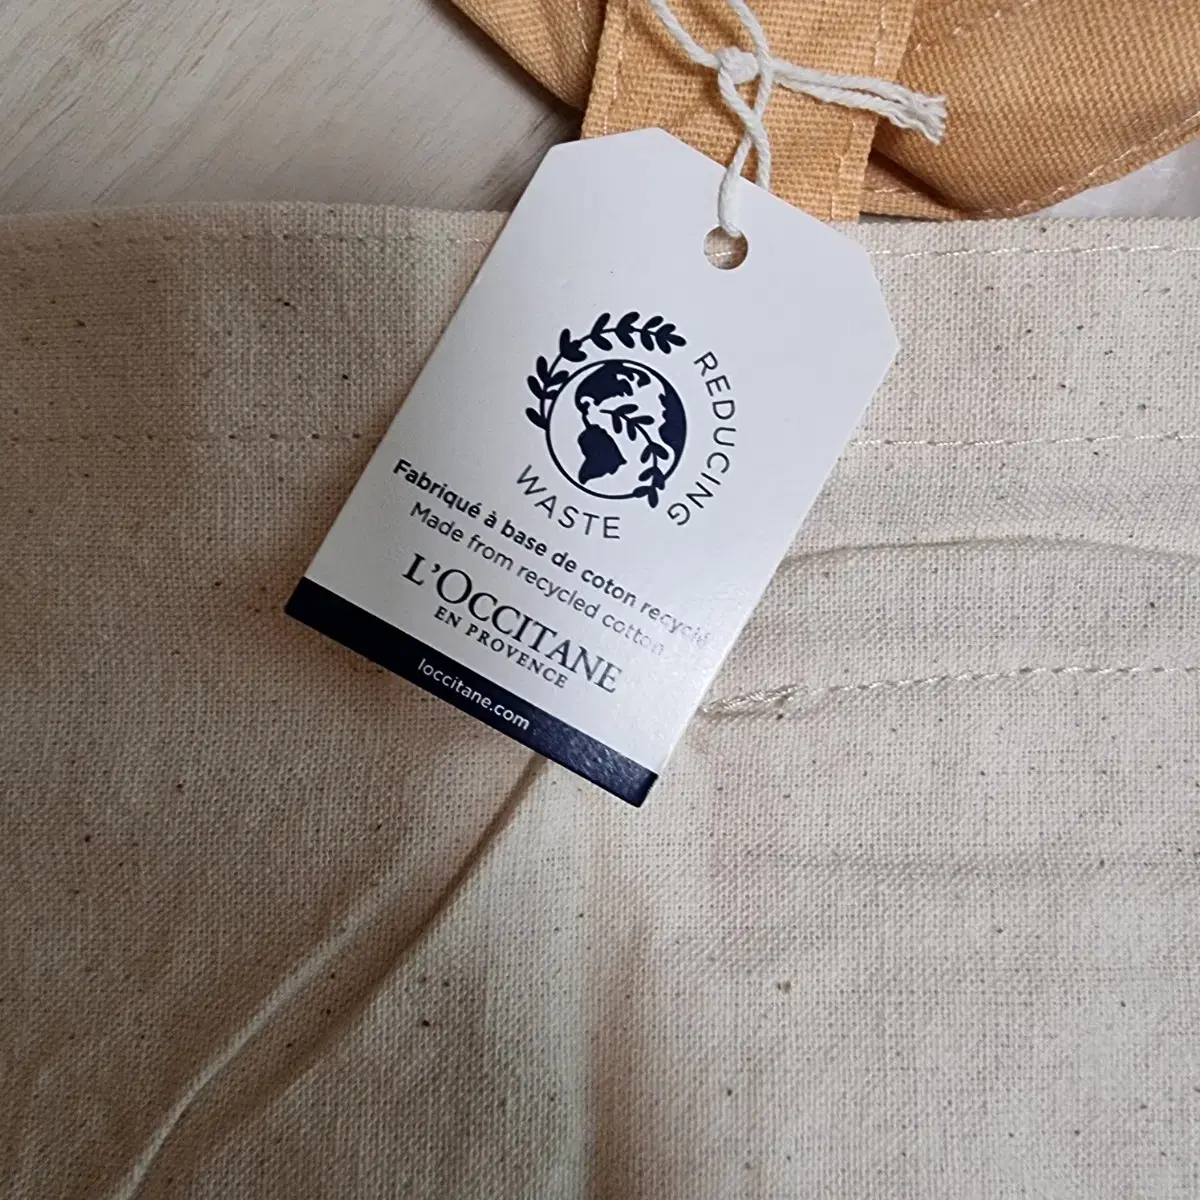 REDUCING
WASTE
Fabriqué à base de coton recyclé
Made from recycled cotton
L'OCCITANE
EN PROVENCE
loccitane.com